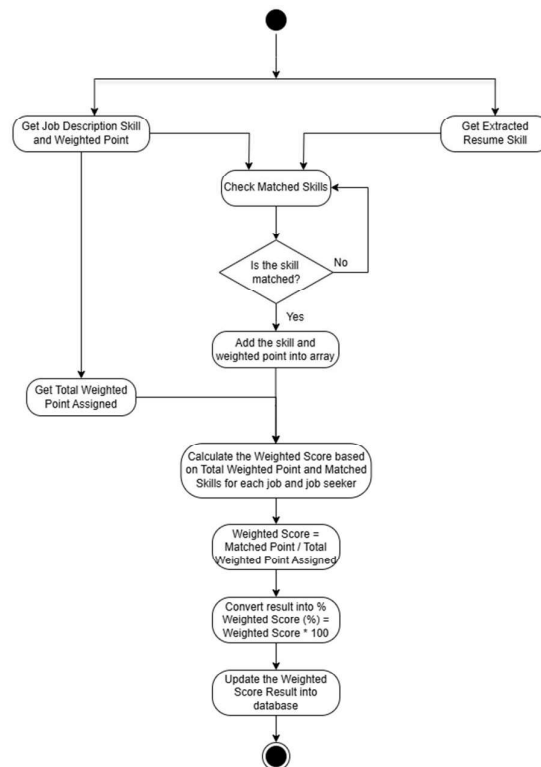 Get Job Description Skill
and Weighted Point
Get Extracted
Resume Skill
Check Matched Skills
Is the skill
matched?
No
Yes
Add the skill and
weighted point into array
Get Total Weighted
Point Assigned
Calculate the Weighted Score based
on Total Weighted Point and Matched
Skills for each job and job seeker
Weighted Score =
Matched Point / Total
Weighted Point Assigned
Convert result into %
Weighted Score (%) =
Weighted Score * 100
Update the Weighted
Score Result into
database